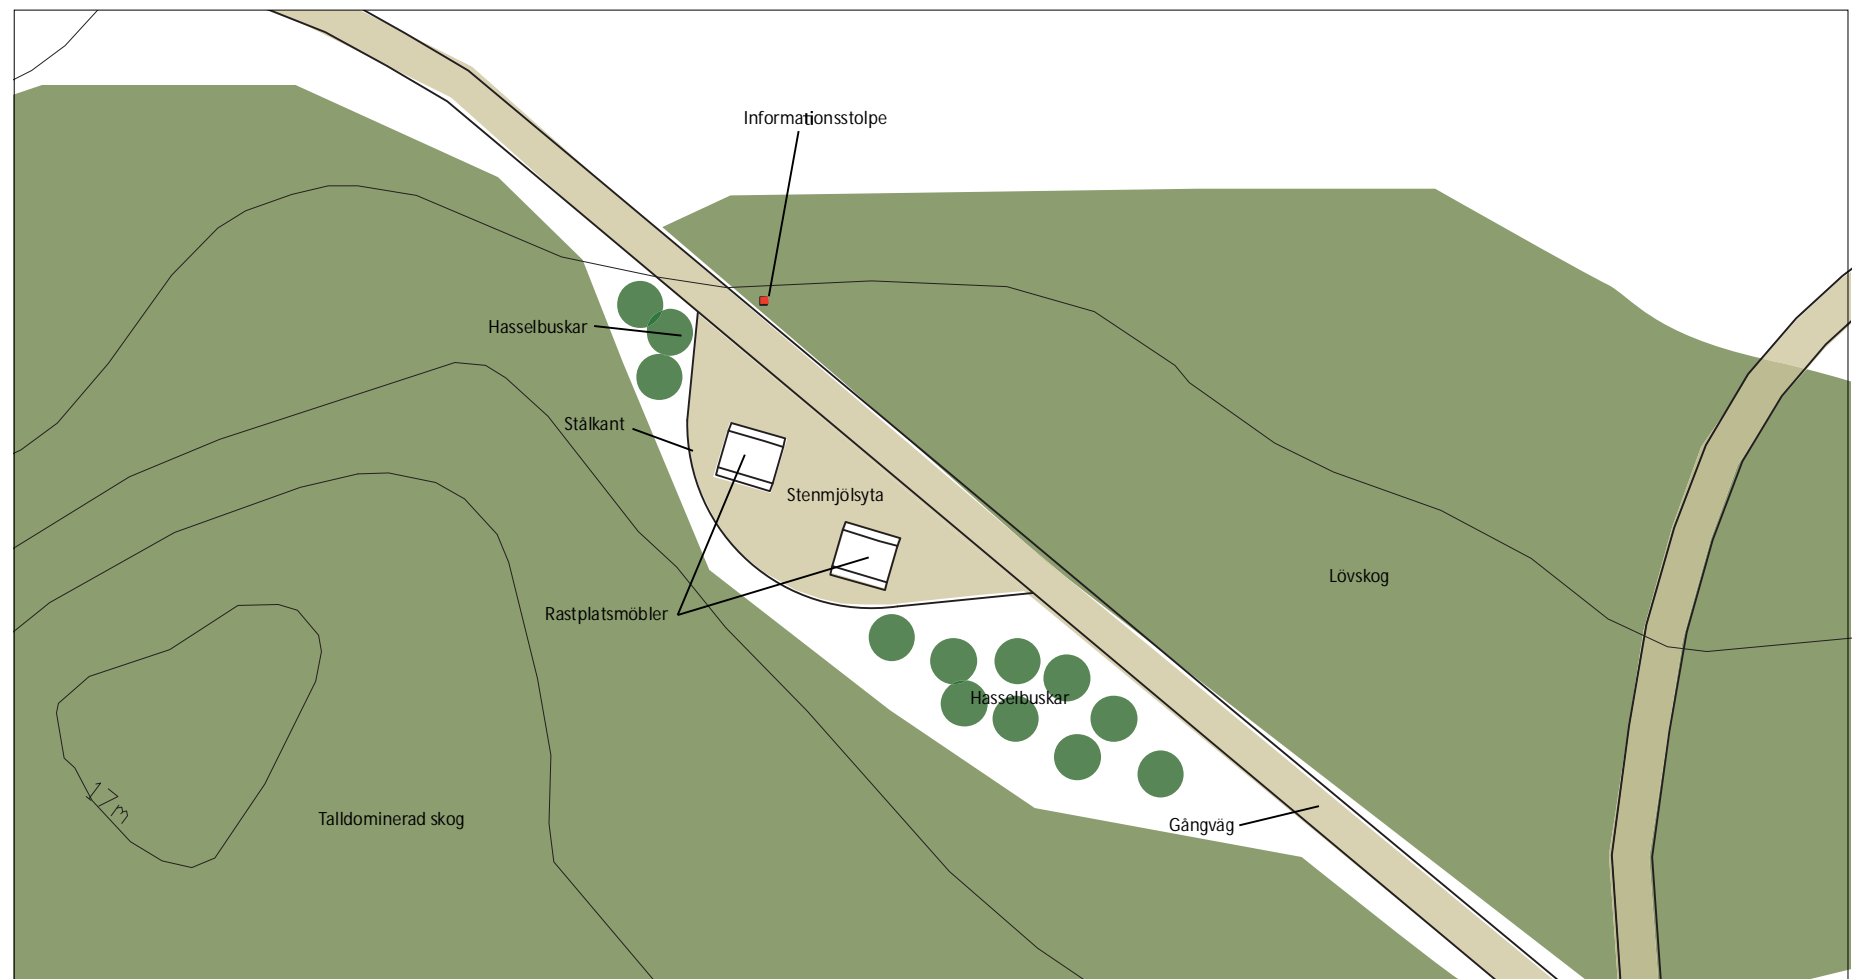 Informationsstolpe
Hasselbuskar
Stålkant
Stenmjölsyta
Lövskog
Rastplatsmöbler
Hasselbuskar
17m
Talldominerad skog
Gångväg